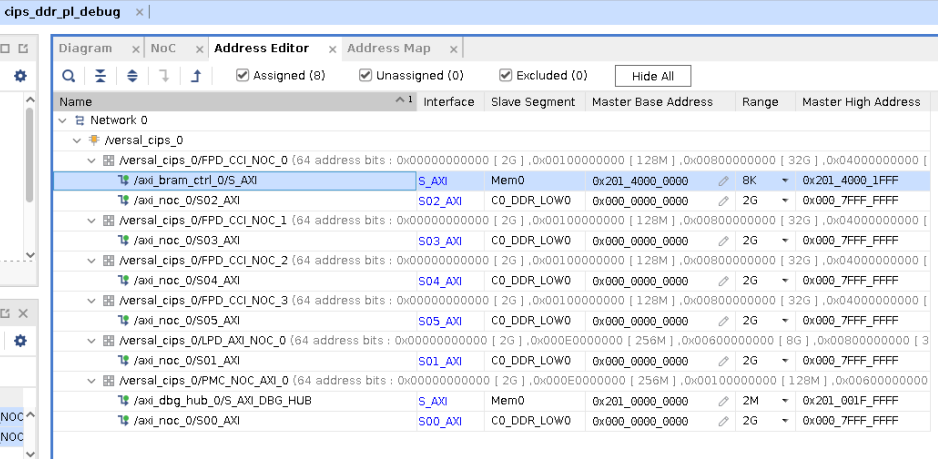 cips_ddr_pl_debug
Diagram NoC Address Editor Address Map
Assigned (8) Unassigned (0) Excluded (0) Hide All
Name 1 Interface Slave Segment Master Base Address Range Master High Address
Network 0
/versal_cips_0
/versal_cips_0/FPD_CCI_NOC_0 (64 address bits : 0x00000000000 [ 2G ] ,0x00100000000 [ 128M ] ,0x00800000000 [ 32G ] ,0x04000000000 [
/axi_bram_ctrl_0/S_AXI S_AXI Mem0 0x201_4000_0000 8K 0x201_4000_1FFF
/axi_noc_0/S02_AXI S02_AXI C0_DDR_LOW0 0x000_0000_0000 2G 0x000_7FFF_FFFF
/versal_cips_0/FPD_CCI_NOC_1 (64 address bits : 0x00000000000 [ 2G ] ,0x00100000000 [ 128M ] ,0x00800000000 [ 32G ] ,0x04000000000 [
/axi_noc_0/S03_AXI S03_AXI C0_DDR_LOW0 0x000_0000_0000 2G 0x000_7FFF_FFFF
/versal_cips_0/FPD_CCI_NOC_2 (64 address bits : 0x00000000000 [ 2G ] ,0x00100000000 [ 128M ] ,0x00800000000 [ 32G ] ,0x04000000000 [
/axi_noc_0/S04_AXI S04_AXI C0_DDR_LOW0 0x000_0000_0000 2G 0x000_7FFF_FFFF
/versal_cips_0/FPD_CCI_NOC_3 (64 address bits : 0x00000000000 [ 2G ] ,0x00100000000 [ 128M ] ,0x00800000000 [ 32G ] ,0x04000000000 [
/axi_noc_0/S05_AXI S05_AXI C0_DDR_LOW0 0x000_0000_0000 2G 0x000_7FFF_FFFF
/versal_cips_0/LPD_AXI_NOC_0 (64 address bits : 0x00000000000 [ 2G ] ,0x000E0000000 [ 256M ] ,0x00600000000 [ 8G ] ,0x00800000000 [ 3
/axi_noc_0/S01_AXI S01_AXI C0_DDR_LOW0 0x000_0000_0000 2G 0x000_7FFF_FFFF
/versal_cips_0/PMC_NOC_AXI_0 (64 address bits : 0x00000000000 [ 2G ] ,0x000E0000000 [ 256M ] ,0x00100000000 [ 128M ] ,0x00600000000
/axi_dbg_hub_0/S_AXI_DBG_HUB S_AXI Mem0 0x201_0000_0000 2M 0x201_001F_FFFF
/axi_noc_0/S00_AXI S00_AXI C0_DDR_LOW0 0x000_0000_0000 2G 0x000_7FFF_FFFF
NOC
NOC